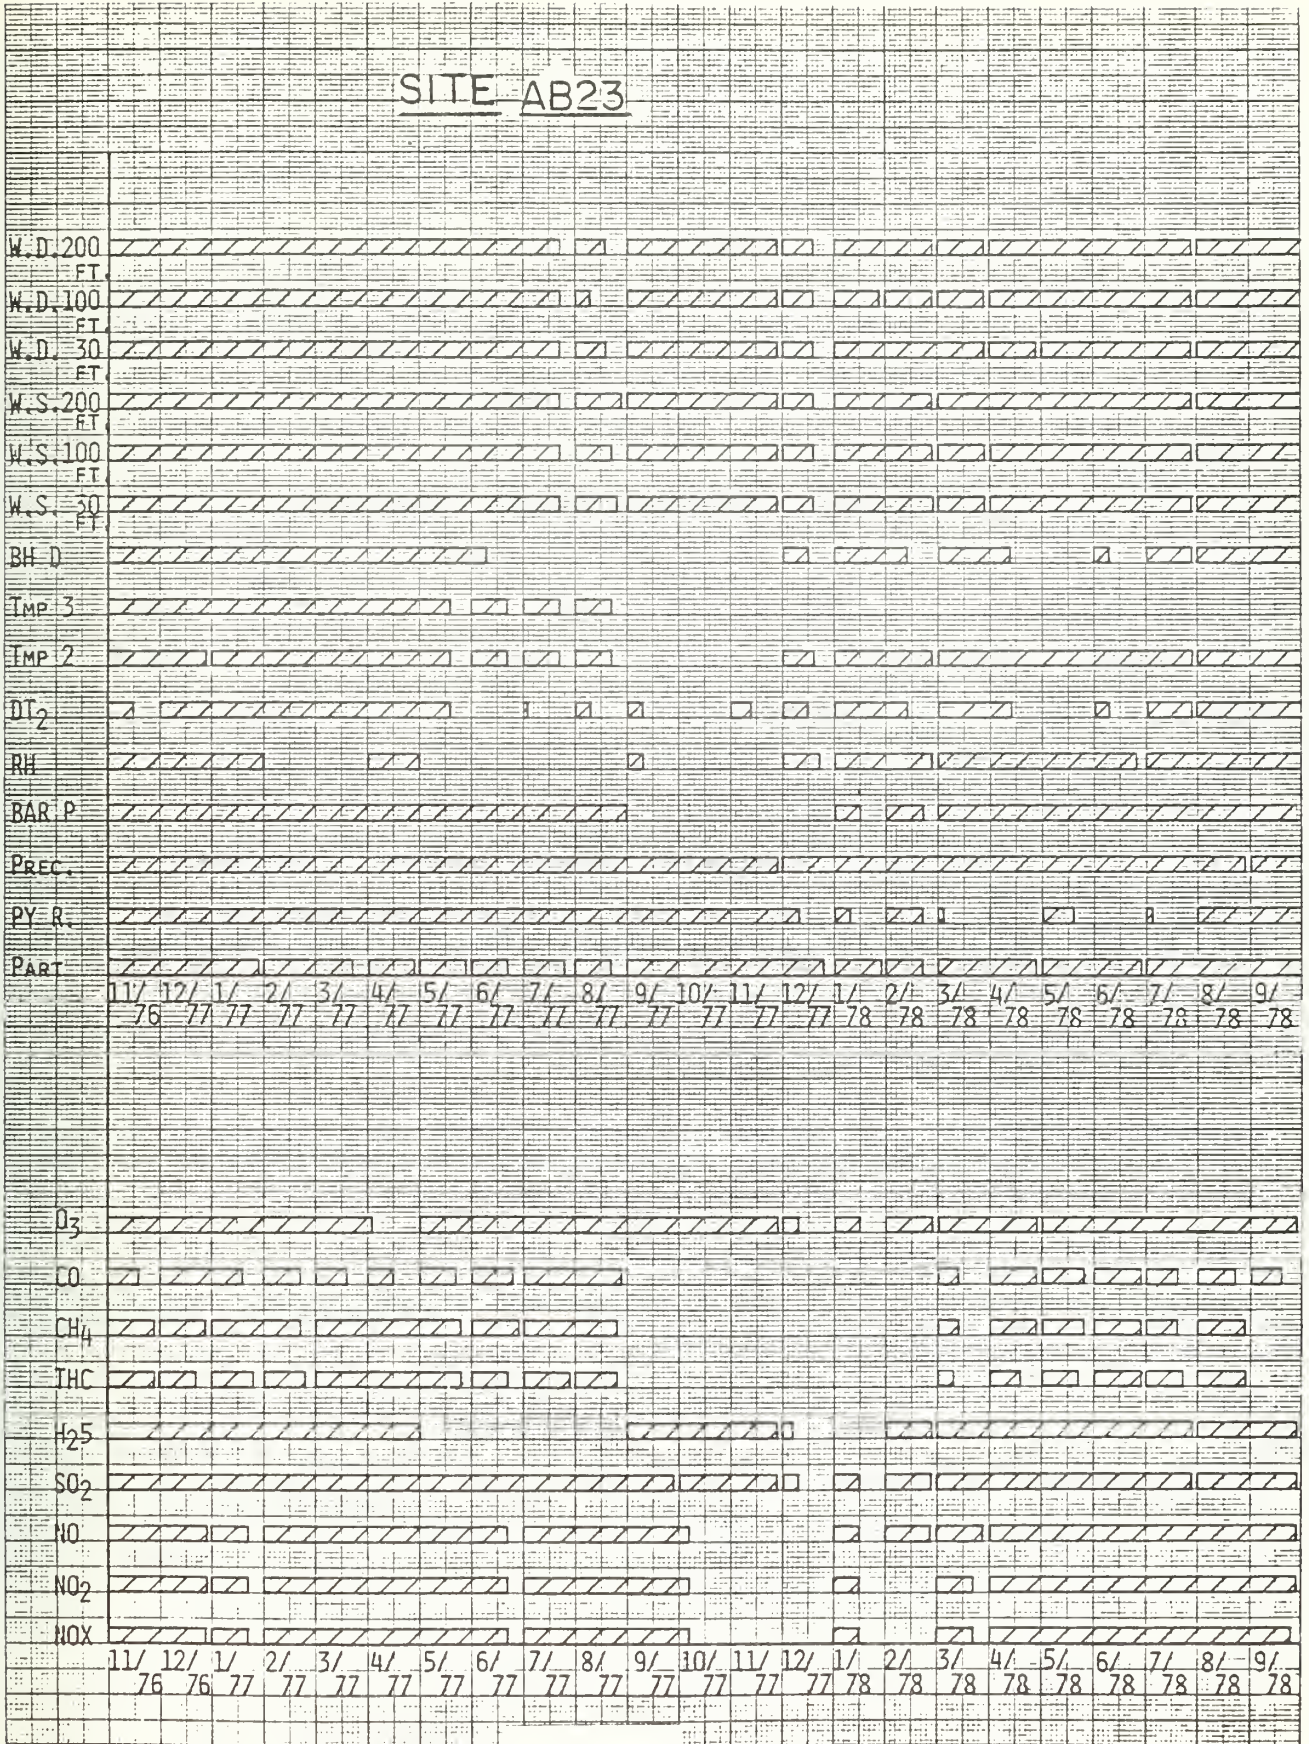 SITE AB23
W.D. 200
FT.
W.D. 100
FT.
W.D. 30
FT.
W.S. 200
FT.
W.S. 100
FT.
W.S. 30
FT.
BH D
TMP 3
TMP 2
DT2
RH
BAR P
PREC.
PY R.
PART
11/ 12/ 1/ 2/ 3/ 4/ 5/ 6/ 7/ 8/ 9/ 10/ 11/ 12/ 1/ 2/ 3/ 4/ 5/ 6/ 7/ 8/ 9/
76 77 77 77 77 77 77 77 77 77 77 77 77 77 78 78 78 78 78 78 78 78 78
O3
CO
CH4
THC
H2S
SO2
NO
NO2
NOX
11/ 12/ 1/ 2/ 3/ 4/ 5/ 6/ 7/ 8/ 9/ 10/ 11/ 12/ 1/ 2/ 3/ 4/ 5/ 6/ 7/ 8/ 9/
76 76 77 77 77 77 77 77 77 77 77 77 77 77 78 78 78 78 78 78 78 78 78